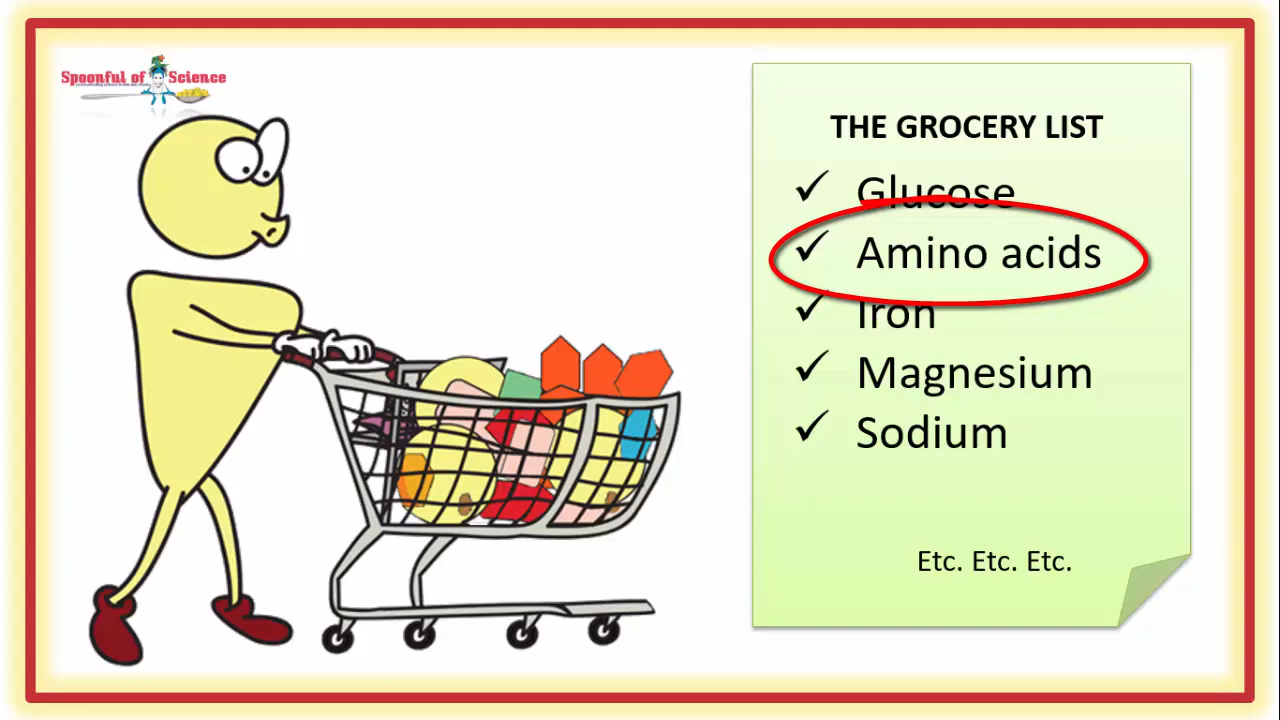 Spoonful of Science
THE GROCERY LIST
✓ Glucose
✓ Amino acids
✓ Iron
✓ Magnesium
✓ Sodium
Etc. Etc. Etc.